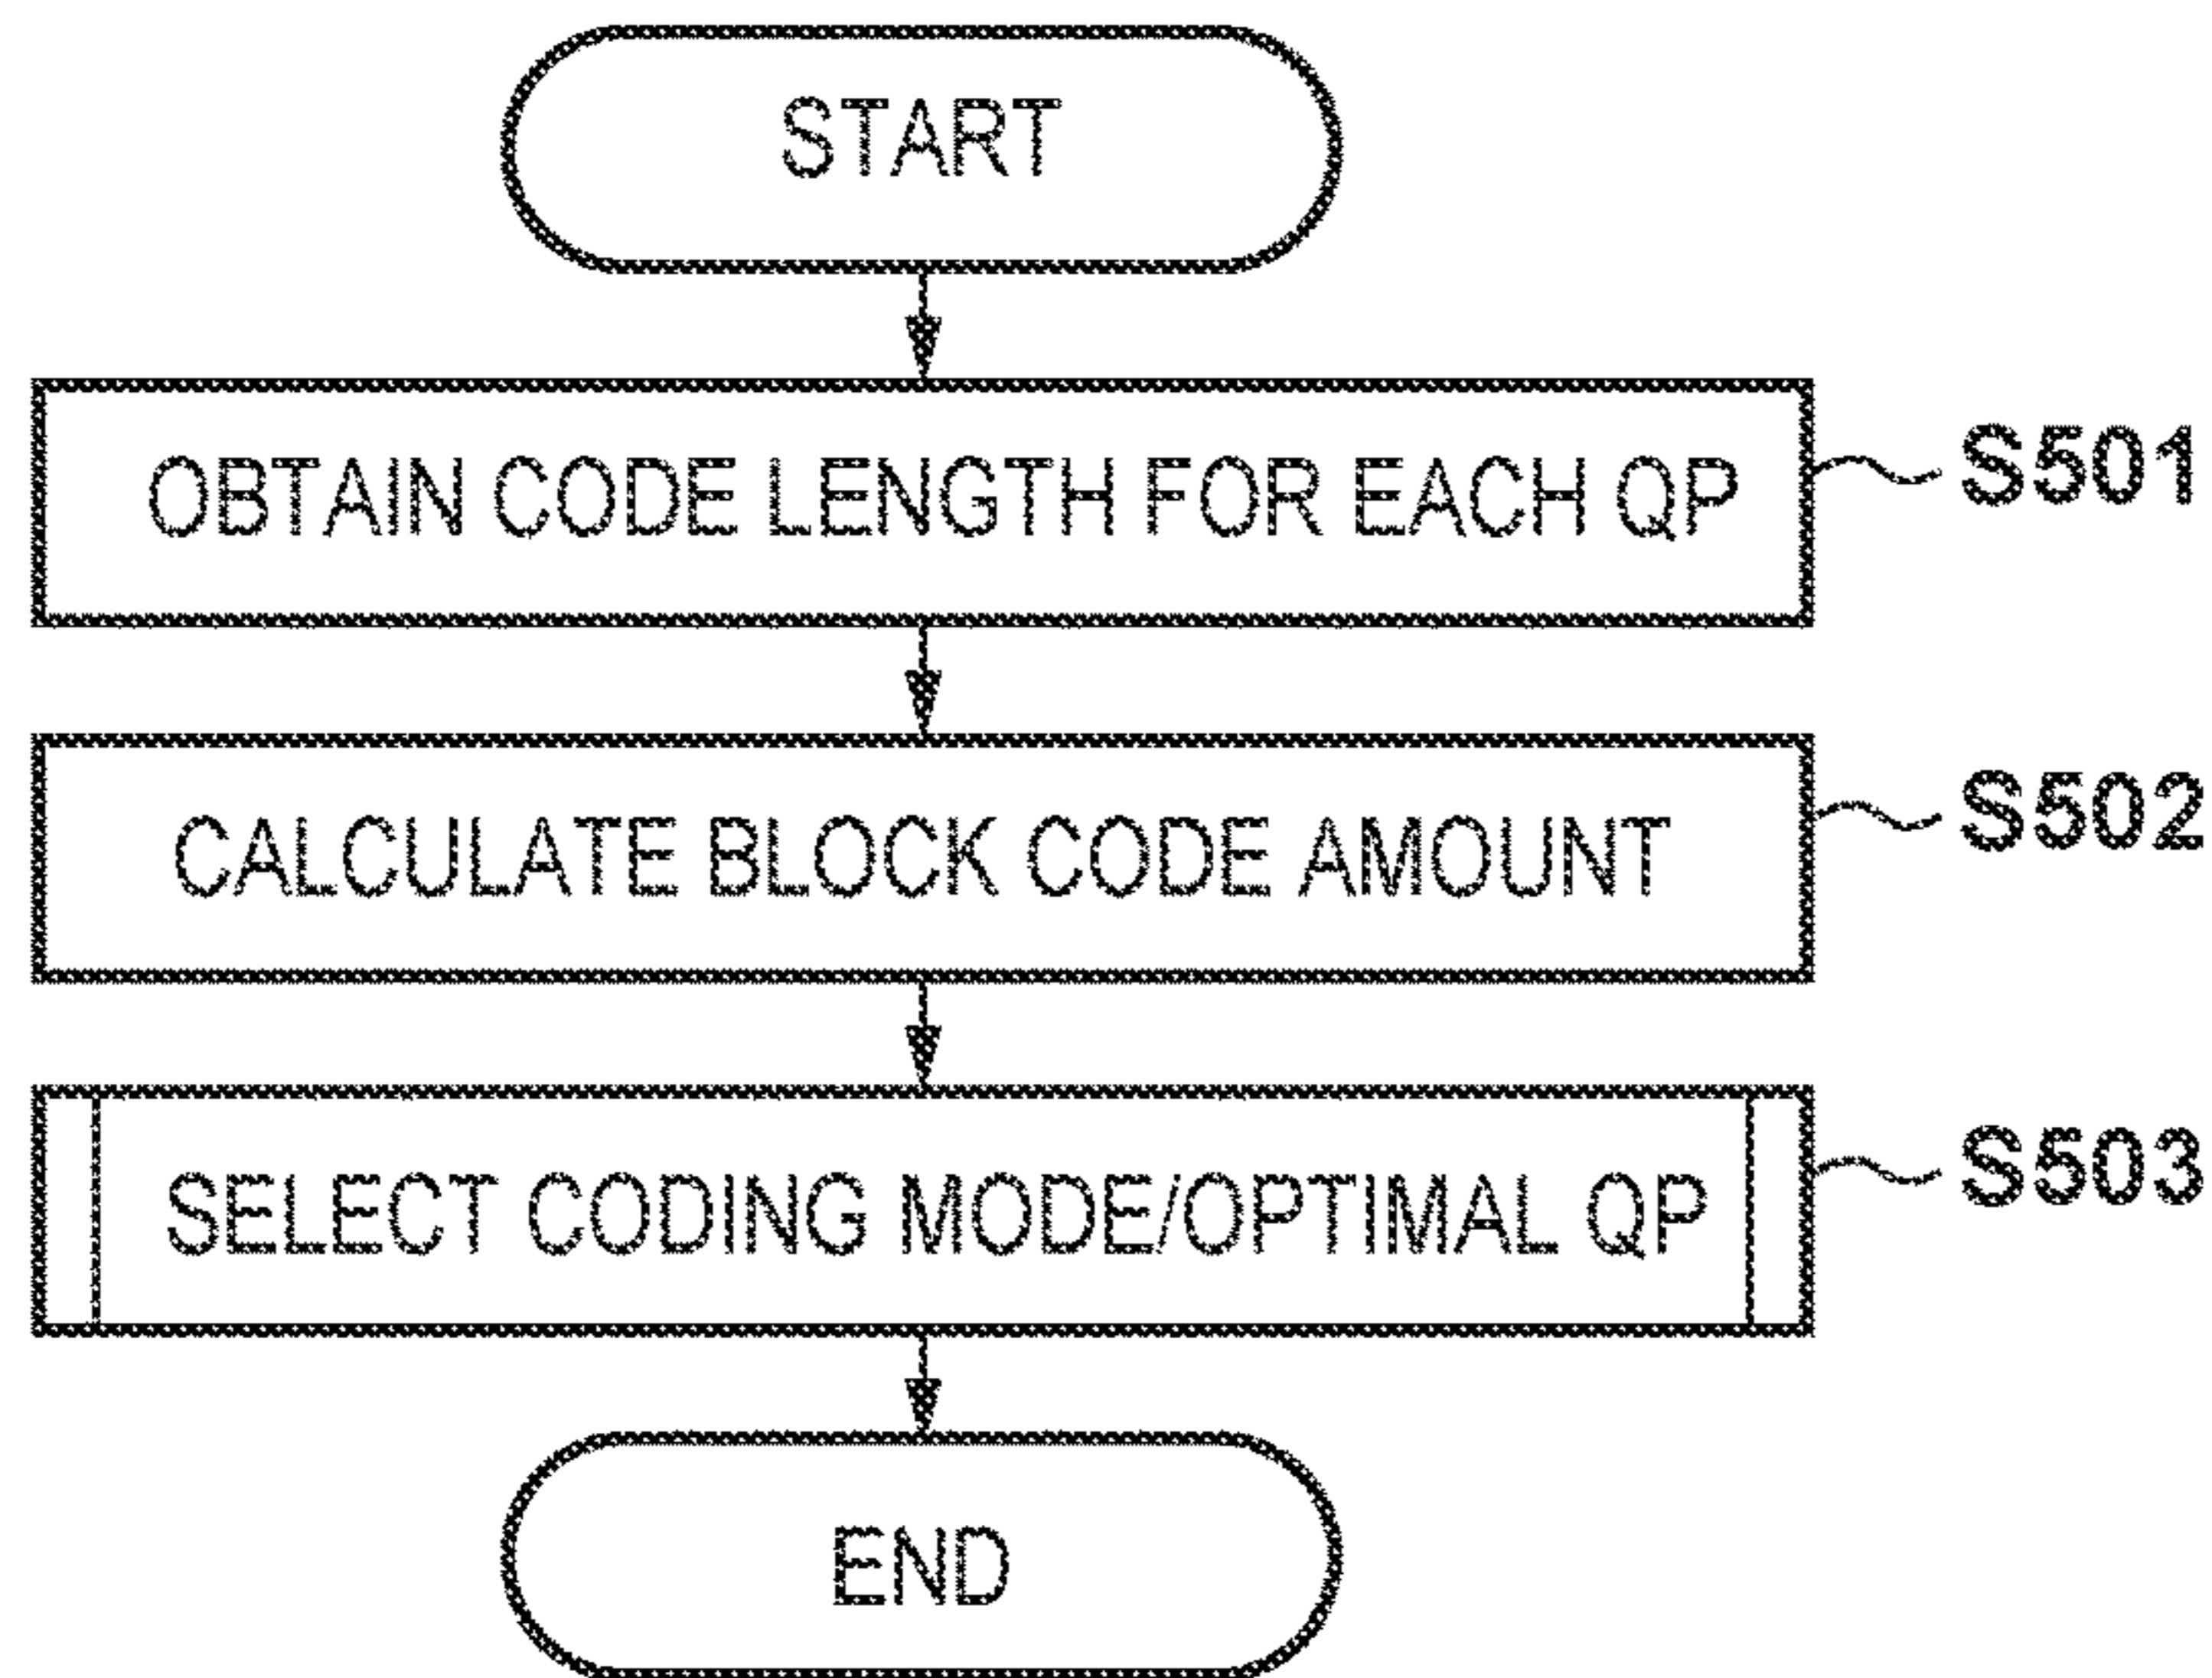 START
OBTAIN CODE LENGTH FOR EACH QP
S501
CALCULATE BLOCK CODE AMOUNT
S502
SELECT CODING MODE/OPTIMAL QP
S503
END